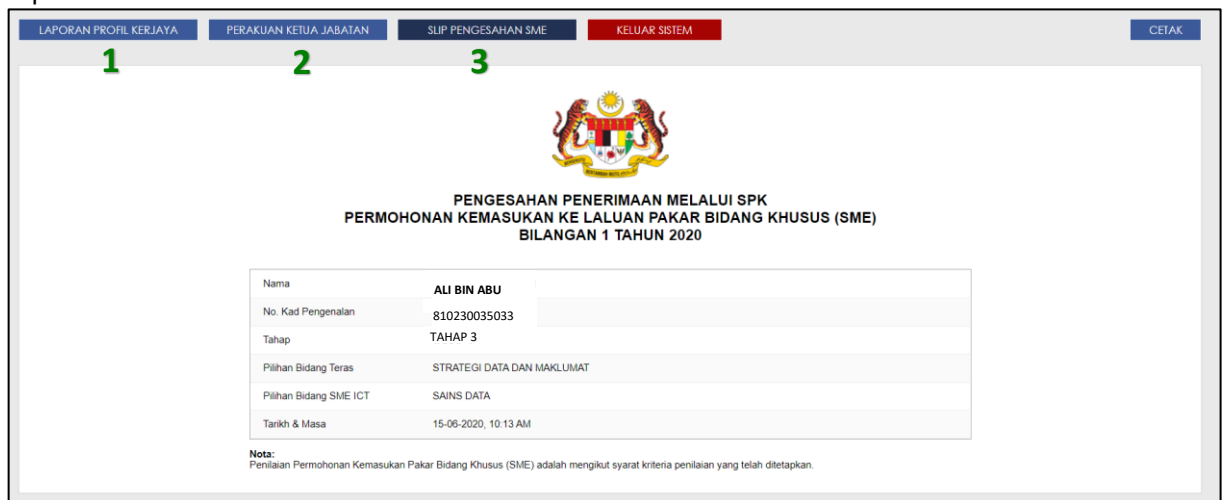 LAPORAN PROFIL KERJAYA PERAKUAN KETUA JABATAN SLIP PENGESAHAN SME KELUAR SISTEM CETAK
1 2 3
PENGESAHAN PENERIMAAN MELALUI SPK
PERMOHONAN KEMASUKAN KE LALUAN PAKAR BIDANG KHUSUS (SME)
BILANGAN 1 TAHUN 2020
Nama ALI BIN ABU
No. Kad Pengenalan 810230035033
Tahap TAHAP 3
Pilihan Bidang Teras STRATEGI DATA DAN MAKLUMAT
Pilihan Bidang SME ICT SAINS DATA
Tarikh & Masa 15-06-2020, 10:13 AM
Nota:
Penilaian Permohonan Kemasukan Pakar Bidang Khusus (SME) adalah mengikut syarat kriteria penilaian yang telah ditetapkan.